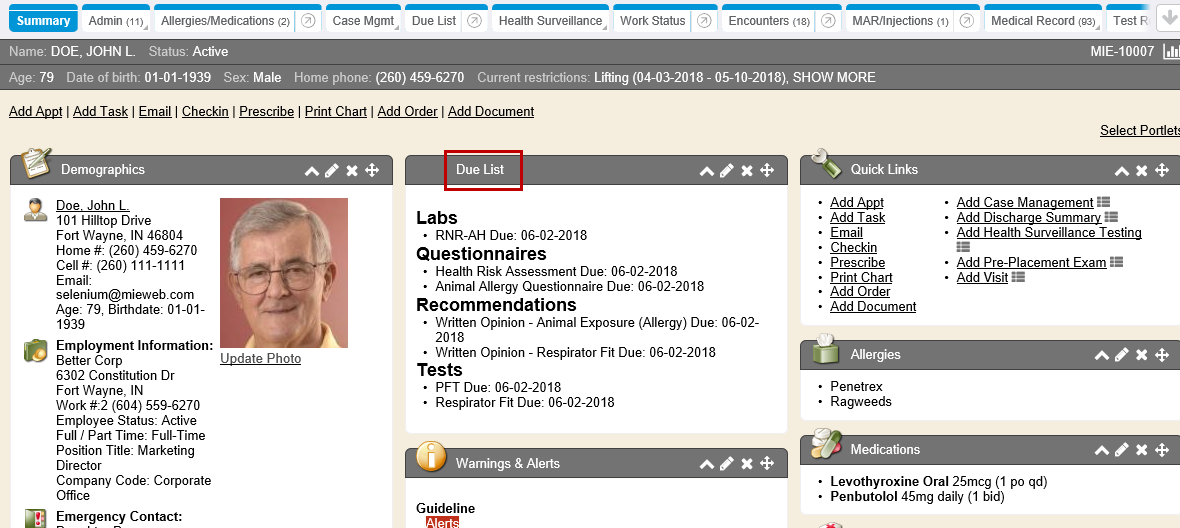 Summary Admin (11) Allergies/Medications (2) Case Mgmt Due List Health Surveillance Work Status Encounters (18) MAR/Injections (1) Medical Record (93) Test R
Name: DOE, JOHN L. Status: Active MIE-10007
Age: 79 Date of birth: 01-01-1939 Sex: Male Home phone: (260) 459-6270 Current restrictions: Lifting (04-03-2018 - 05-10-2018), SHOW MORE
Add Appt | Add Task | Email | Checkin | Prescribe | Print Chart | Add Order | Add Document
Select Portlets
Demographics
Doe, John L.
101 Hilltop Drive
Fort Wayne, IN 46804
Home #: (260) 459-6270
Cell #: (260) 111-1111
Email:
selenium@mieweb.com
Age: 79, Birthdate: 01-01-
1939
Update Photo
Employment Information:
Better Corp
6302 Constitution Dr
Fort Wayne, IN
Work #:2 (604) 559-6270
Employee Status: Active
Full / Part Time: Full-Time
Position Title: Marketing
Director
Company Code: Corporate
Office
Emergency Contact:
Due List
Labs
• RNR-AH Due: 06-02-2018
Questionnaires
• Health Risk Assessment Due: 06-02-2018
• Animal Allergy Questionnaire Due: 06-02-2018
Recommendations
• Written Opinion - Animal Exposure (Allergy) Due: 06-02-
2018
• Written Opinion - Respirator Fit Due: 06-02-2018
Tests
• PFT Due: 06-02-2018
• Respirator Fit Due: 06-02-2018
Warnings & Alerts
Guideline
Alerts
Quick Links
• Add Appt
• Add Task
• Email
• Checkin
• Prescribe
• Print Chart
• Add Order
• Add Document
• Add Case Management
• Add Discharge Summary
• Add Health Surveillance Testing
• Add Pre-Placement Exam
• Add Visit
Allergies
• Penetrex
• Ragweeds
Medications
• Levothyroxine Oral 25mcg (1 po qd)
• Penbutolol 45mg daily (1 bid)